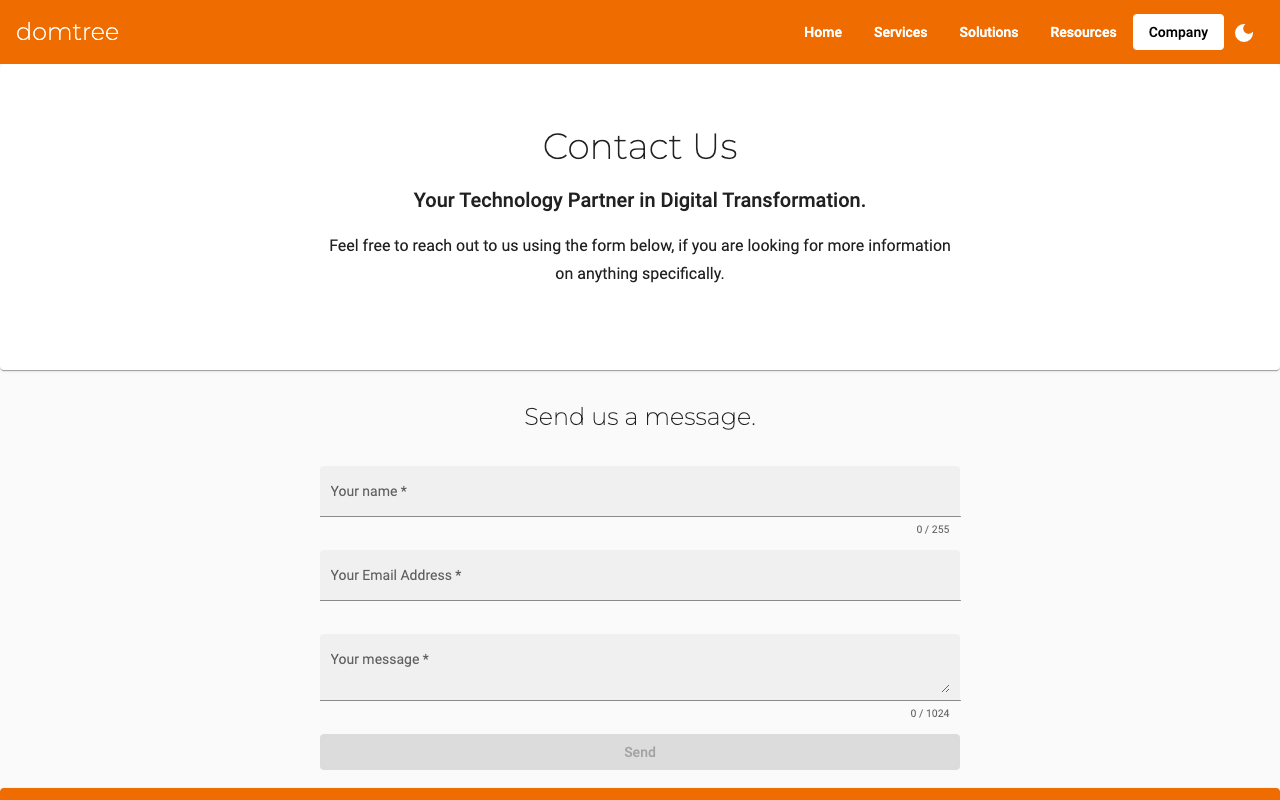 domtree
Home
Services
Solutions
Resources
Company
Contact Us
Your Technology Partner in Digital Transformation.
Feel free to reach out to us using the form below, if you are looking for more information
on anything specifically.
Send us a message.
Your name *
0 / 255
Your Email Address *
Your message *
0 / 1024
Send